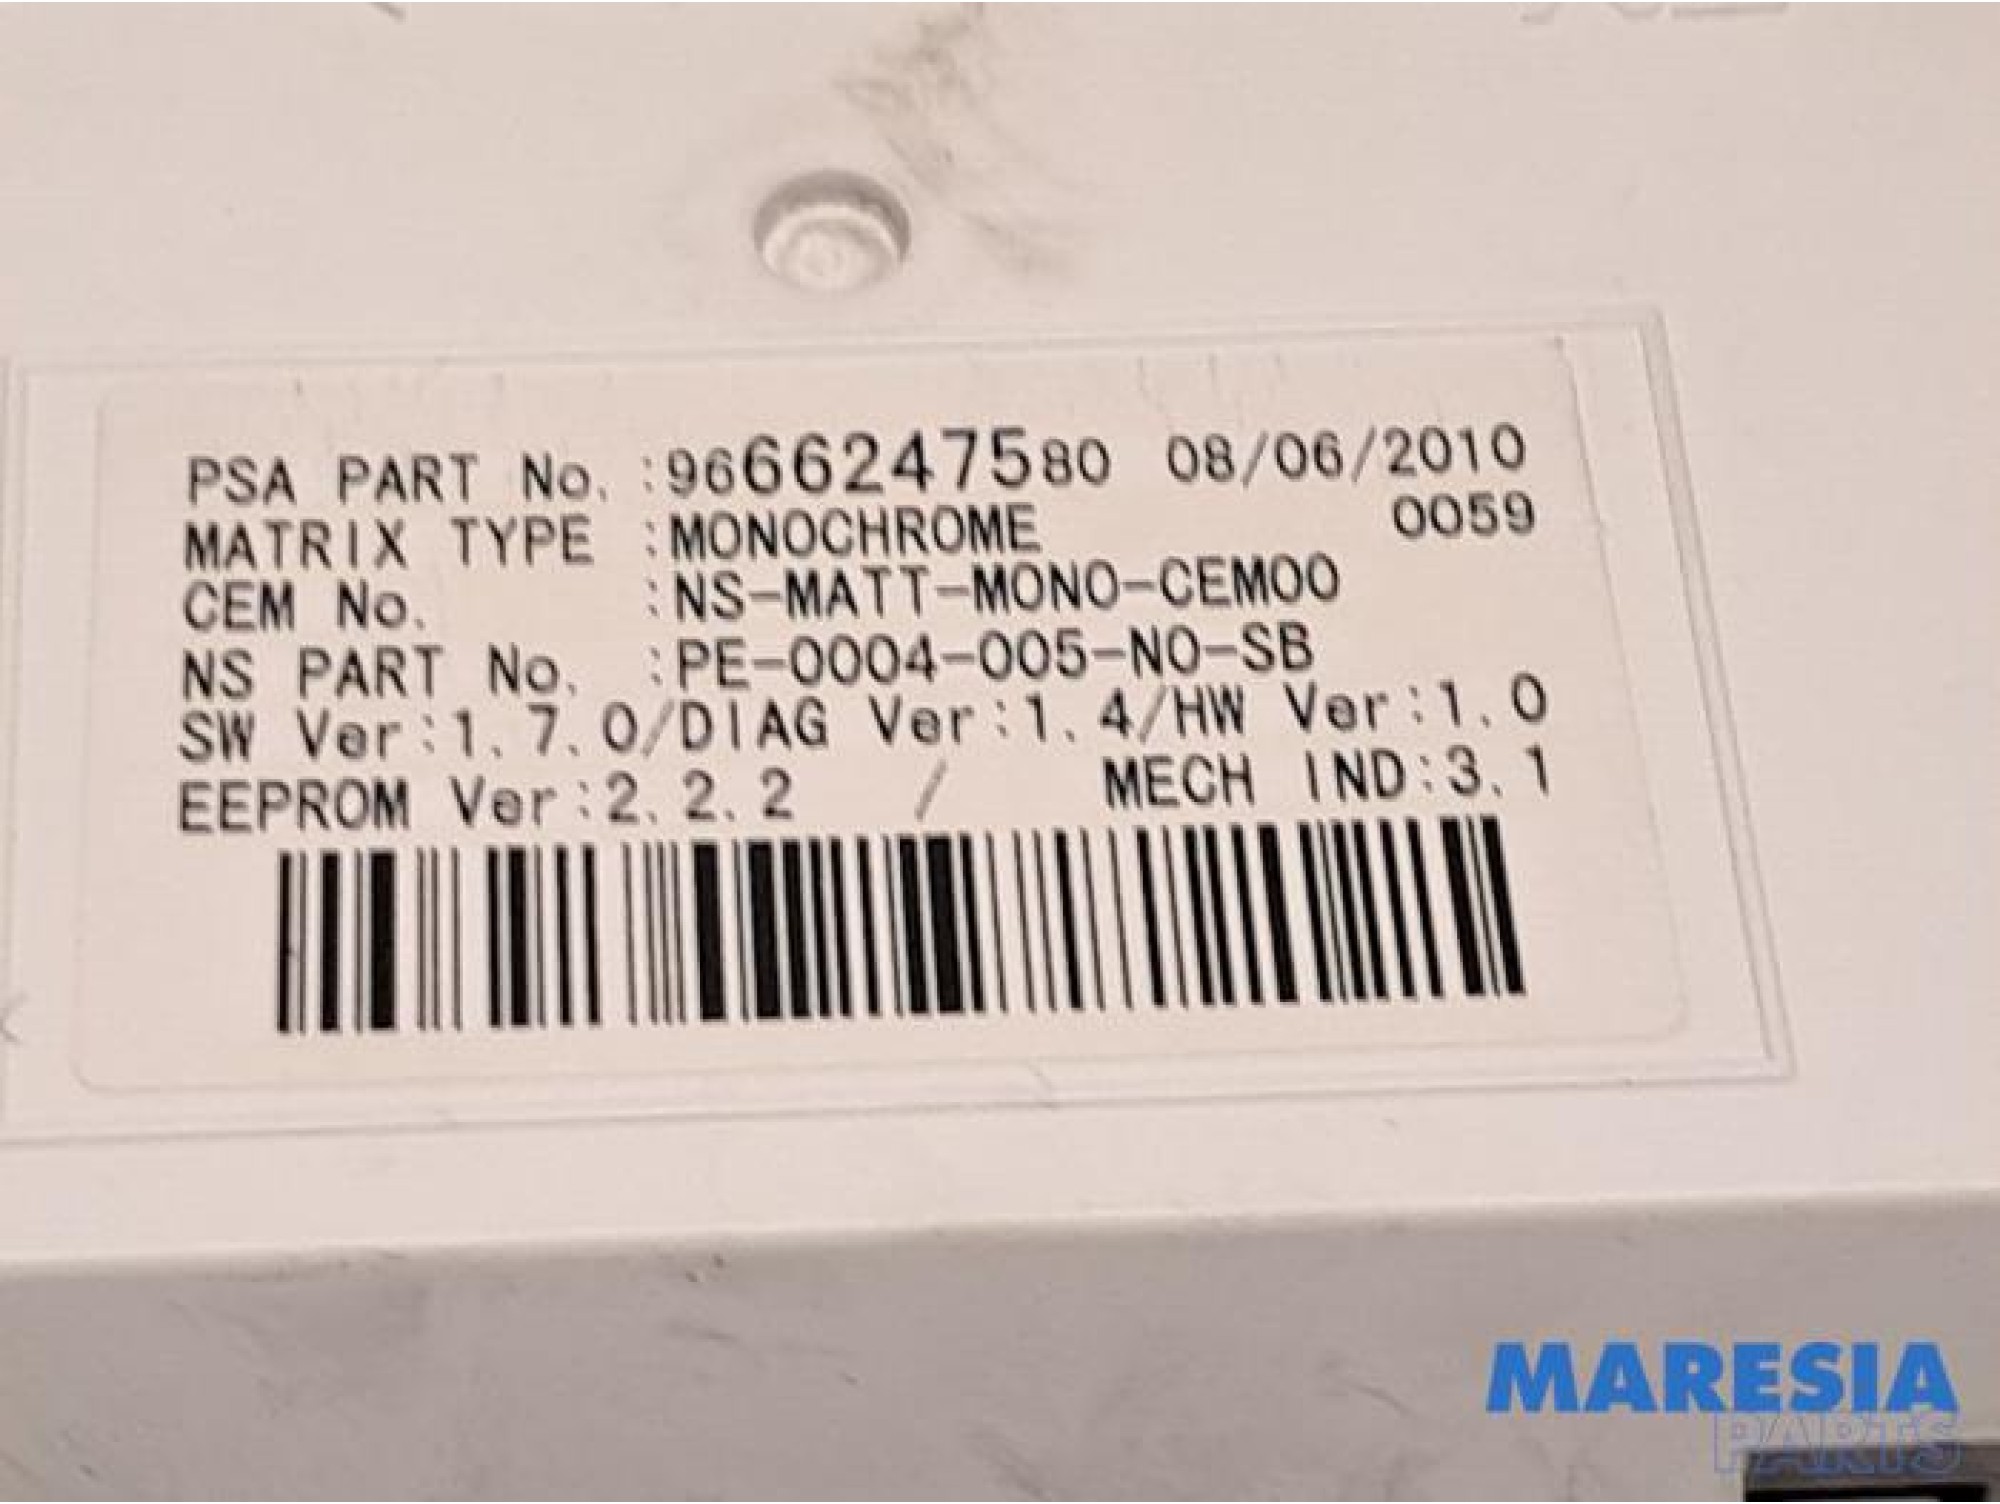 PSA PART No. :9666247580 08/06/2010
MATRIX TYPE :MONOCHROME 0059
CEM No. :NS-MATT-MONO-CEM00
NS PART No. :PE-0004-005-NO-SB
SW Ver:1.7.0/DIAG Ver:1.4/HW Ver:1.0
EEPROM Ver:2.2.2 / MECH IND:3.1
MARESIA
PARTS